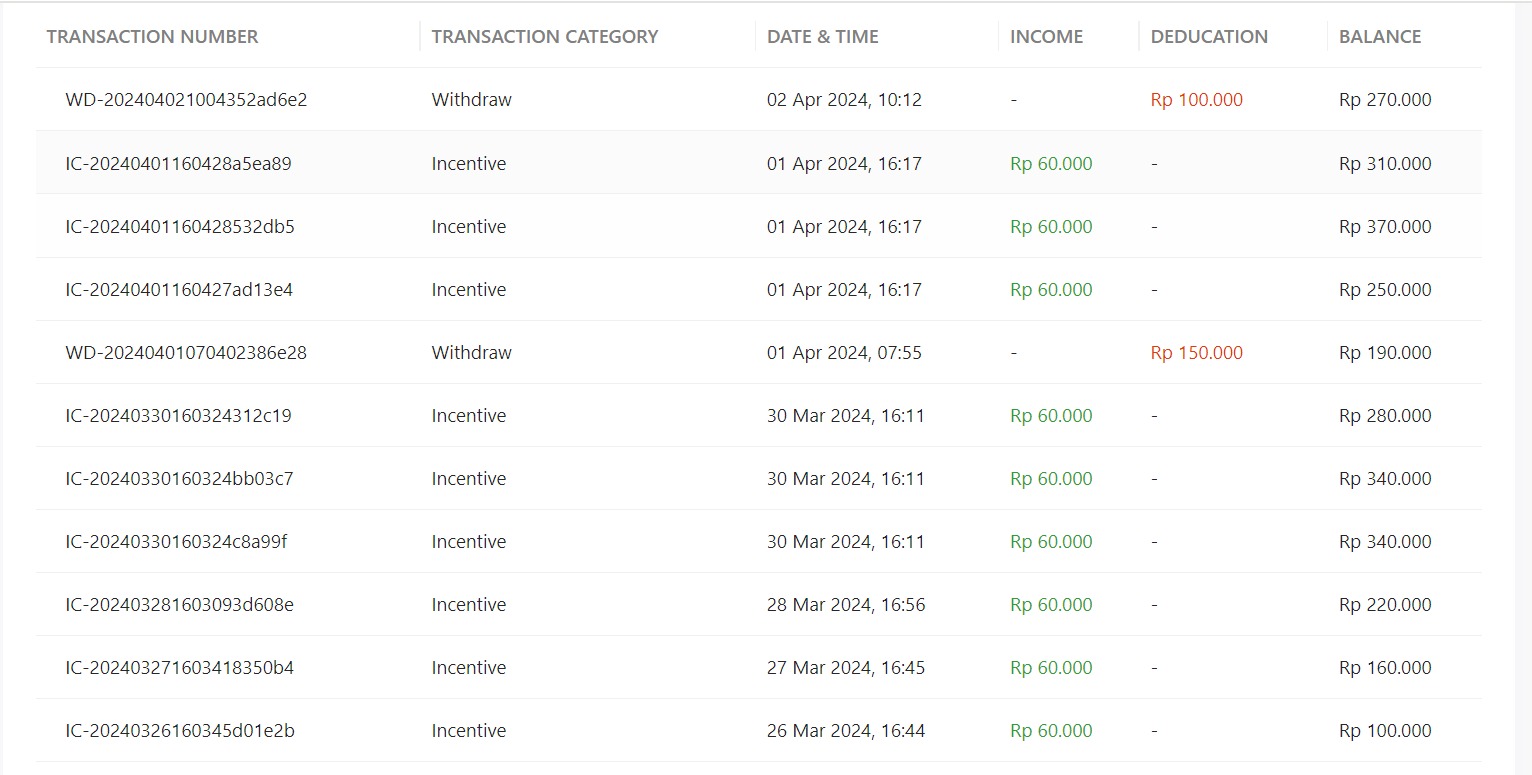 TRANSACTION NUMBER TRANSACTION CATEGORY DATE & TIME INCOME DEDUCATION BALANCE
WD-202404021004352ad6e2 Withdraw 02 Apr 2024, 10:12 - Rp 100.000 Rp 270.000
IC-20240401160428a5ea89 Incentive 01 Apr 2024, 16:17 Rp 60.000 - Rp 310.000
IC-20240401160428532db5 Incentive 01 Apr 2024, 16:17 Rp 60.000 - Rp 370.000
IC-20240401160427ad13e4 Incentive 01 Apr 2024, 16:17 Rp 60.000 - Rp 250.000
WD-20240401070402386e28 Withdraw 01 Apr 2024, 07:55 - Rp 150.000 Rp 190.000
IC-20240330160324312c19 Incentive 30 Mar 2024, 16:11 Rp 60.000 - Rp 280.000
IC-20240330160324bb03c7 Incentive 30 Mar 2024, 16:11 Rp 60.000 - Rp 340.000
IC-20240330160324c8a99f Incentive 30 Mar 2024, 16:11 Rp 60.000 - Rp 340.000
IC-202403281603093d608e Incentive 28 Mar 2024, 16:56 Rp 60.000 - Rp 220.000
IC-202403271603418350b4 Incentive 27 Mar 2024, 16:45 Rp 60.000 - Rp 160.000
IC-20240326160345d01e2b Incentive 26 Mar 2024, 16:44 Rp 60.000 - Rp 100.000